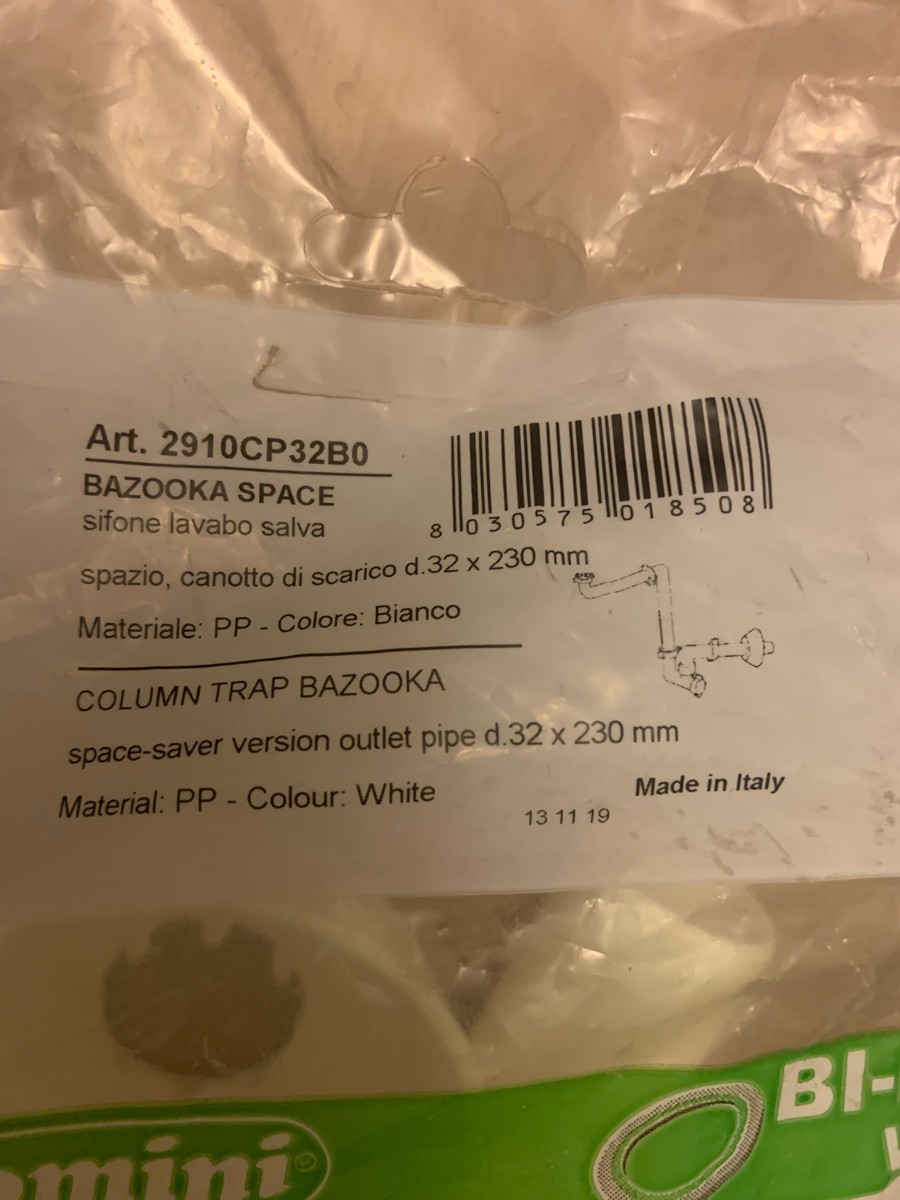 Art. 2910CP32B0
BAZOOKA SPACE
sifone lavabo salva
spazio, canotto di scarico d.32 x 230 mm
Materiale: PP - Colore: Bianco
8 030575 018508
COLUMN TRAP BAZOOKA
space-saver version outlet pipe d.32 x 230 mm
Material: PP - Colour: White
Made in Italy
13 11 19
BI-
omini